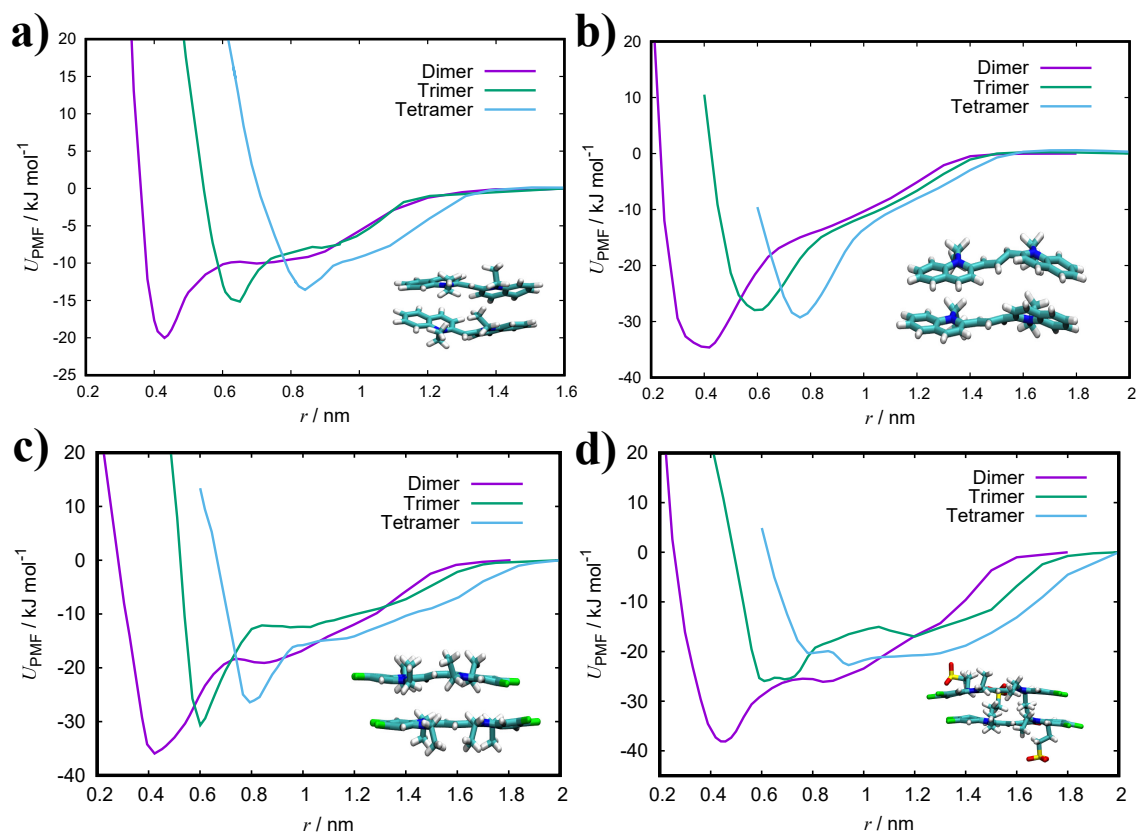 a)
20
15
10
5
0
-5
-10
-15
-20
-25
0.2 0.4 0.6 0.8 1 1.2 1.4 1.6
U_PMF / kJ mol⁻¹
r / nm
Dimer
Trimer
Tetramer
b)
20
10
0
-10
-20
-30
-40
0.2 0.4 0.6 0.8 1 1.2 1.4 1.6 1.8 2
U_PMF / kJ mol⁻¹
r / nm
Dimer
Trimer
Tetramer
c)
20
10
0
-10
-20
-30
-40
0.2 0.4 0.6 0.8 1 1.2 1.4 1.6 1.8 2
U_PMF / kJ mol⁻¹
r / nm
Dimer
Trimer
Tetramer
d)
20
10
0
-10
-20
-30
-40
0.2 0.4 0.6 0.8 1 1.2 1.4 1.6 1.8 2
U_PMF / kJ mol⁻¹
r / nm
Dimer
Trimer
Tetramer